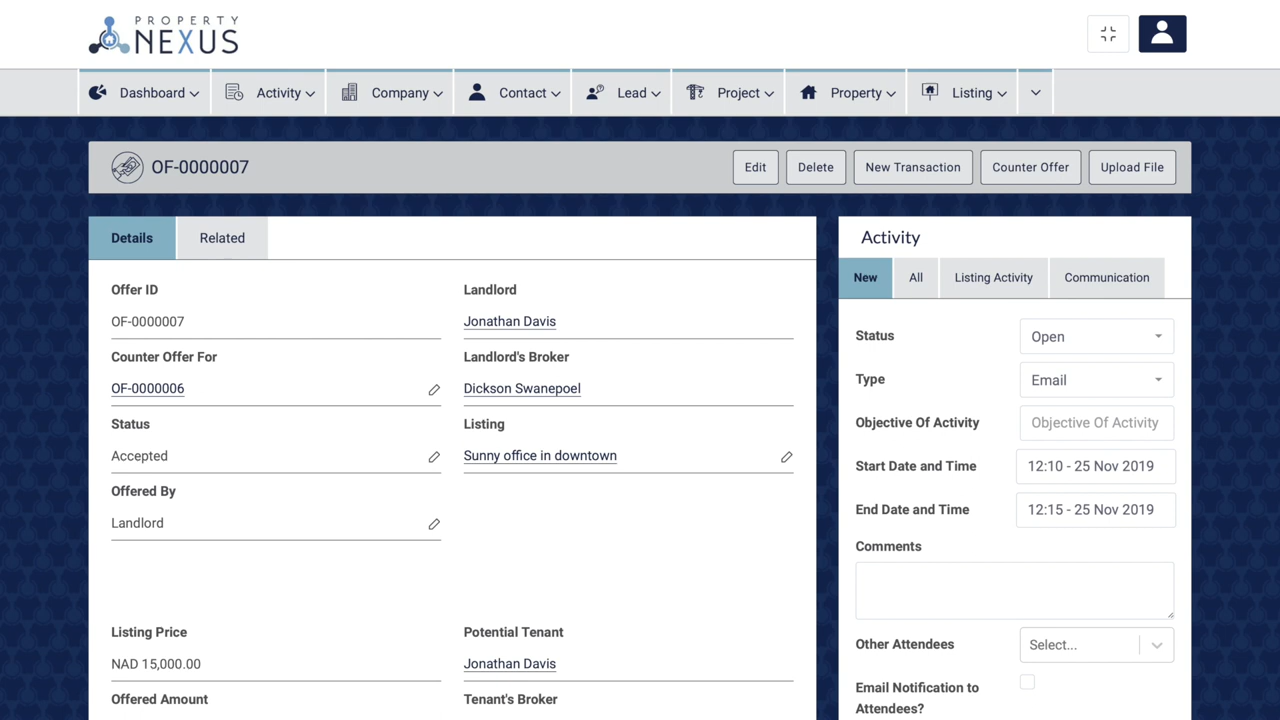 PROPERTY
NEXUS
Dashboard
Activity
Company
Contact
Lead
Project
Property
Listing
OF-0000007
Edit
Delete
New Transaction
Counter Offer
Upload File
Details
Related
Offer ID
OF-0000007
Landlord
Jonathan Davis
Counter Offer For
OF-0000006
Landlord's Broker
Dickson Swanepoel
Status
Accepted
Listing
Sunny office in downtown
Offered By
Landlord
Listing Price
NAD 15,000.00
Potential Tenant
Jonathan Davis
Offered Amount
Tenant's Broker
Activity
New
All
Listing Activity
Communication
Status
Open
Type
Email
Objective Of Activity
Objective Of Activity
Start Date and Time
12:10 - 25 Nov 2019
End Date and Time
12:15 - 25 Nov 2019
Comments
Other Attendees
Select...
Email Notification to
Attendees?